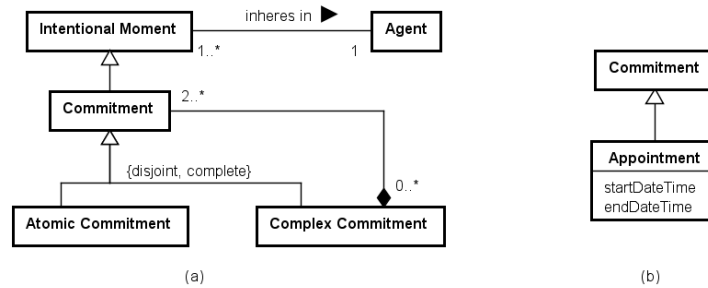 inheres in ▶
Intentional Moment
Agent
1..*
1
Commitment
2..*
{disjoint, complete}
0..*
Atomic Commitment
Complex Commitment
(a)
Commitment
Appointment
startDateTime
endDateTime
(b)